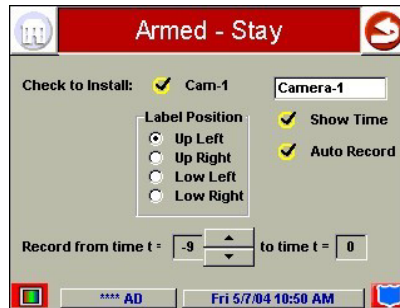 Armed - Stay
Check to Install: Cam-1 Camera-1
Label Position
Show Time
Up Left
Up Right
Auto Record
Low Left
Low Right
Record from time t = -9 to time t = 0
**** AD Fri 5/7/04 10:50 AM